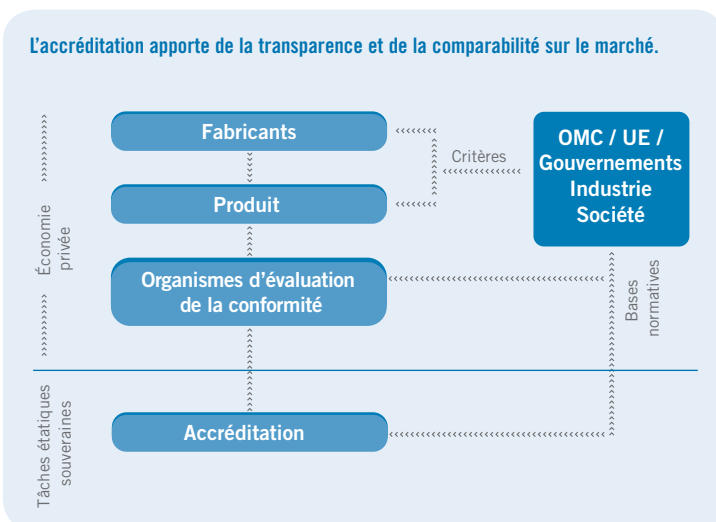 L'accréditation apporte de la transparence et de la comparabilité sur le marché.
Fabricants
Produit
Organismes d'évaluation
de la conformité
Accréditation
Critères
OMC / UE /
Gouvernements
Industrie
Société
Bases
normatives
Économie
privée
Tâches étatiques
souveraines